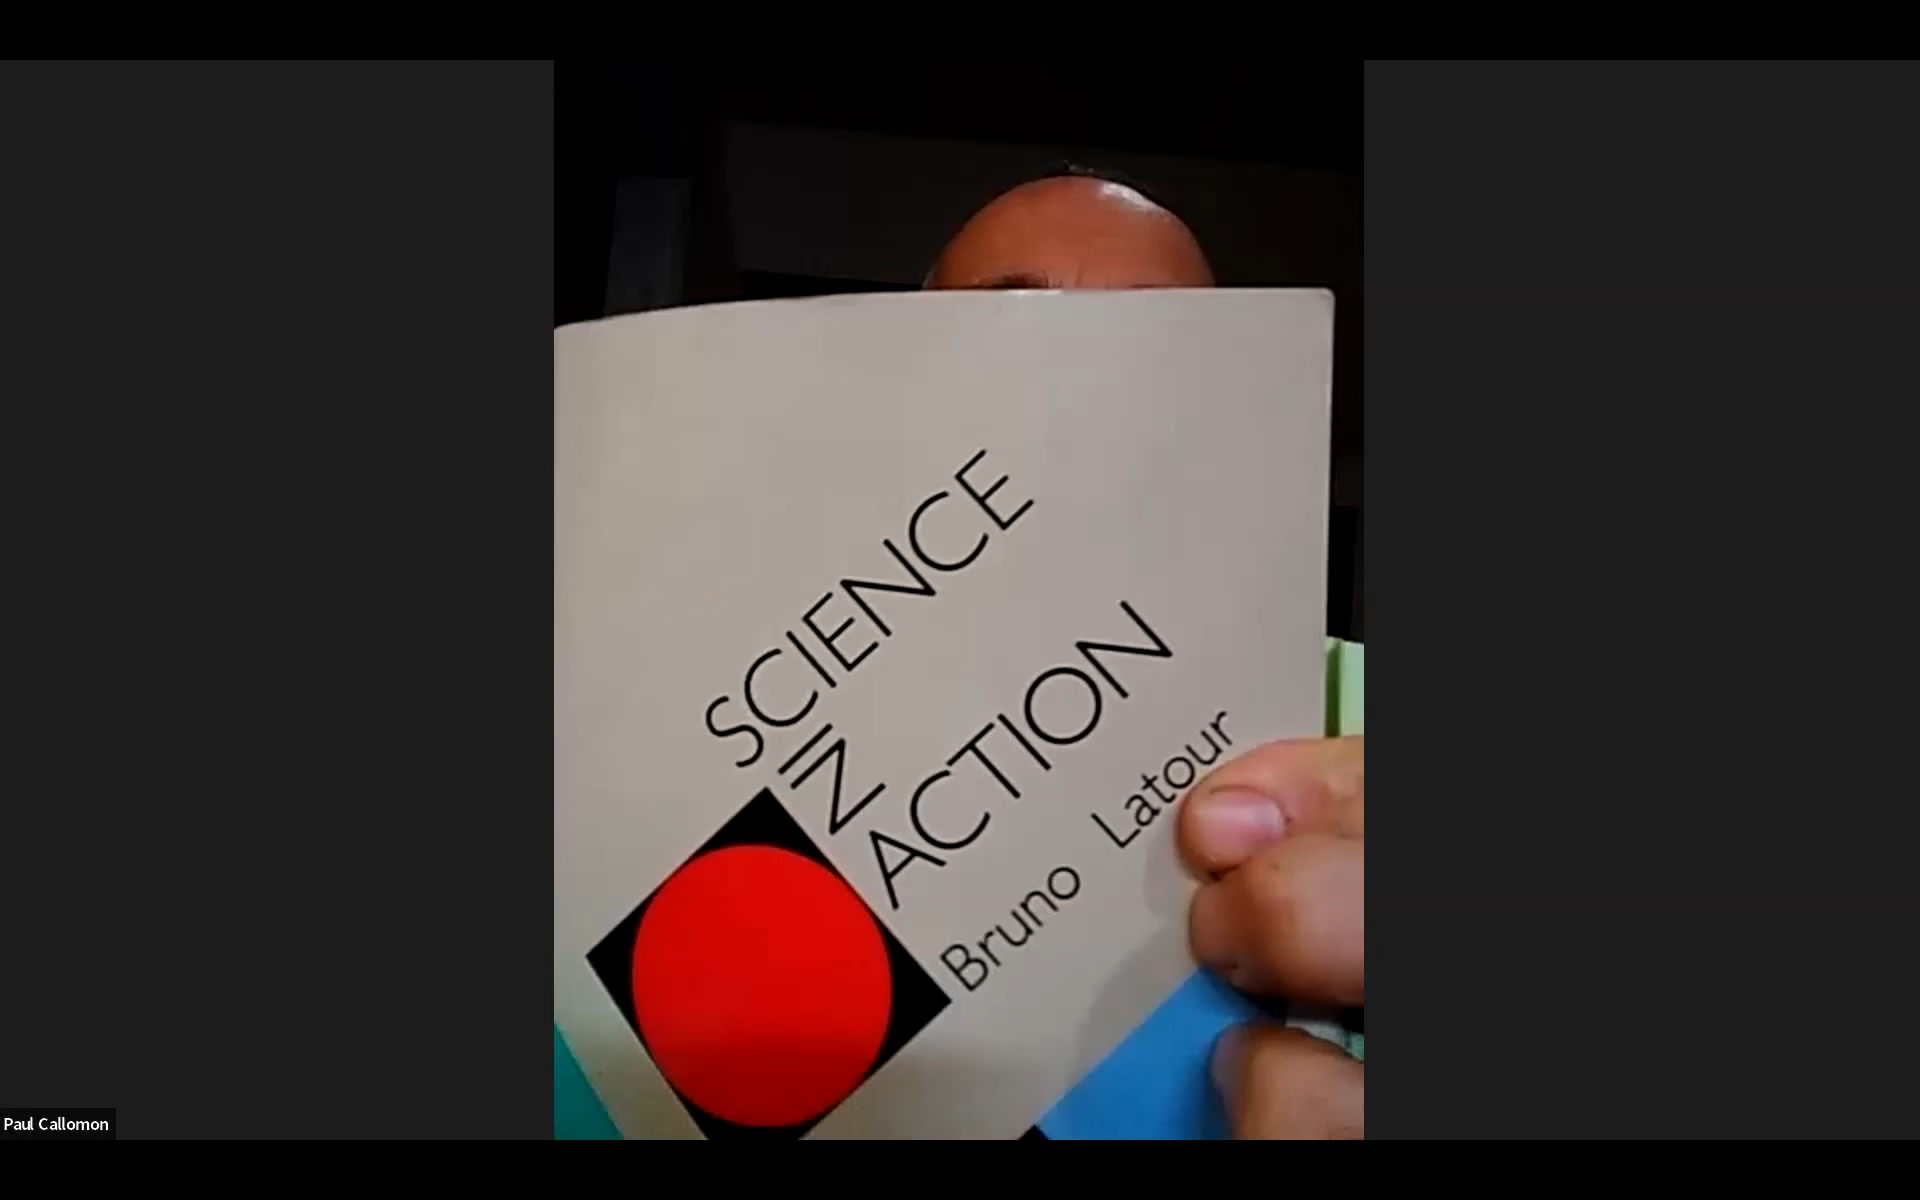 SCIENCE
IN
ACTION
Bruno Latour
Paul Callomon